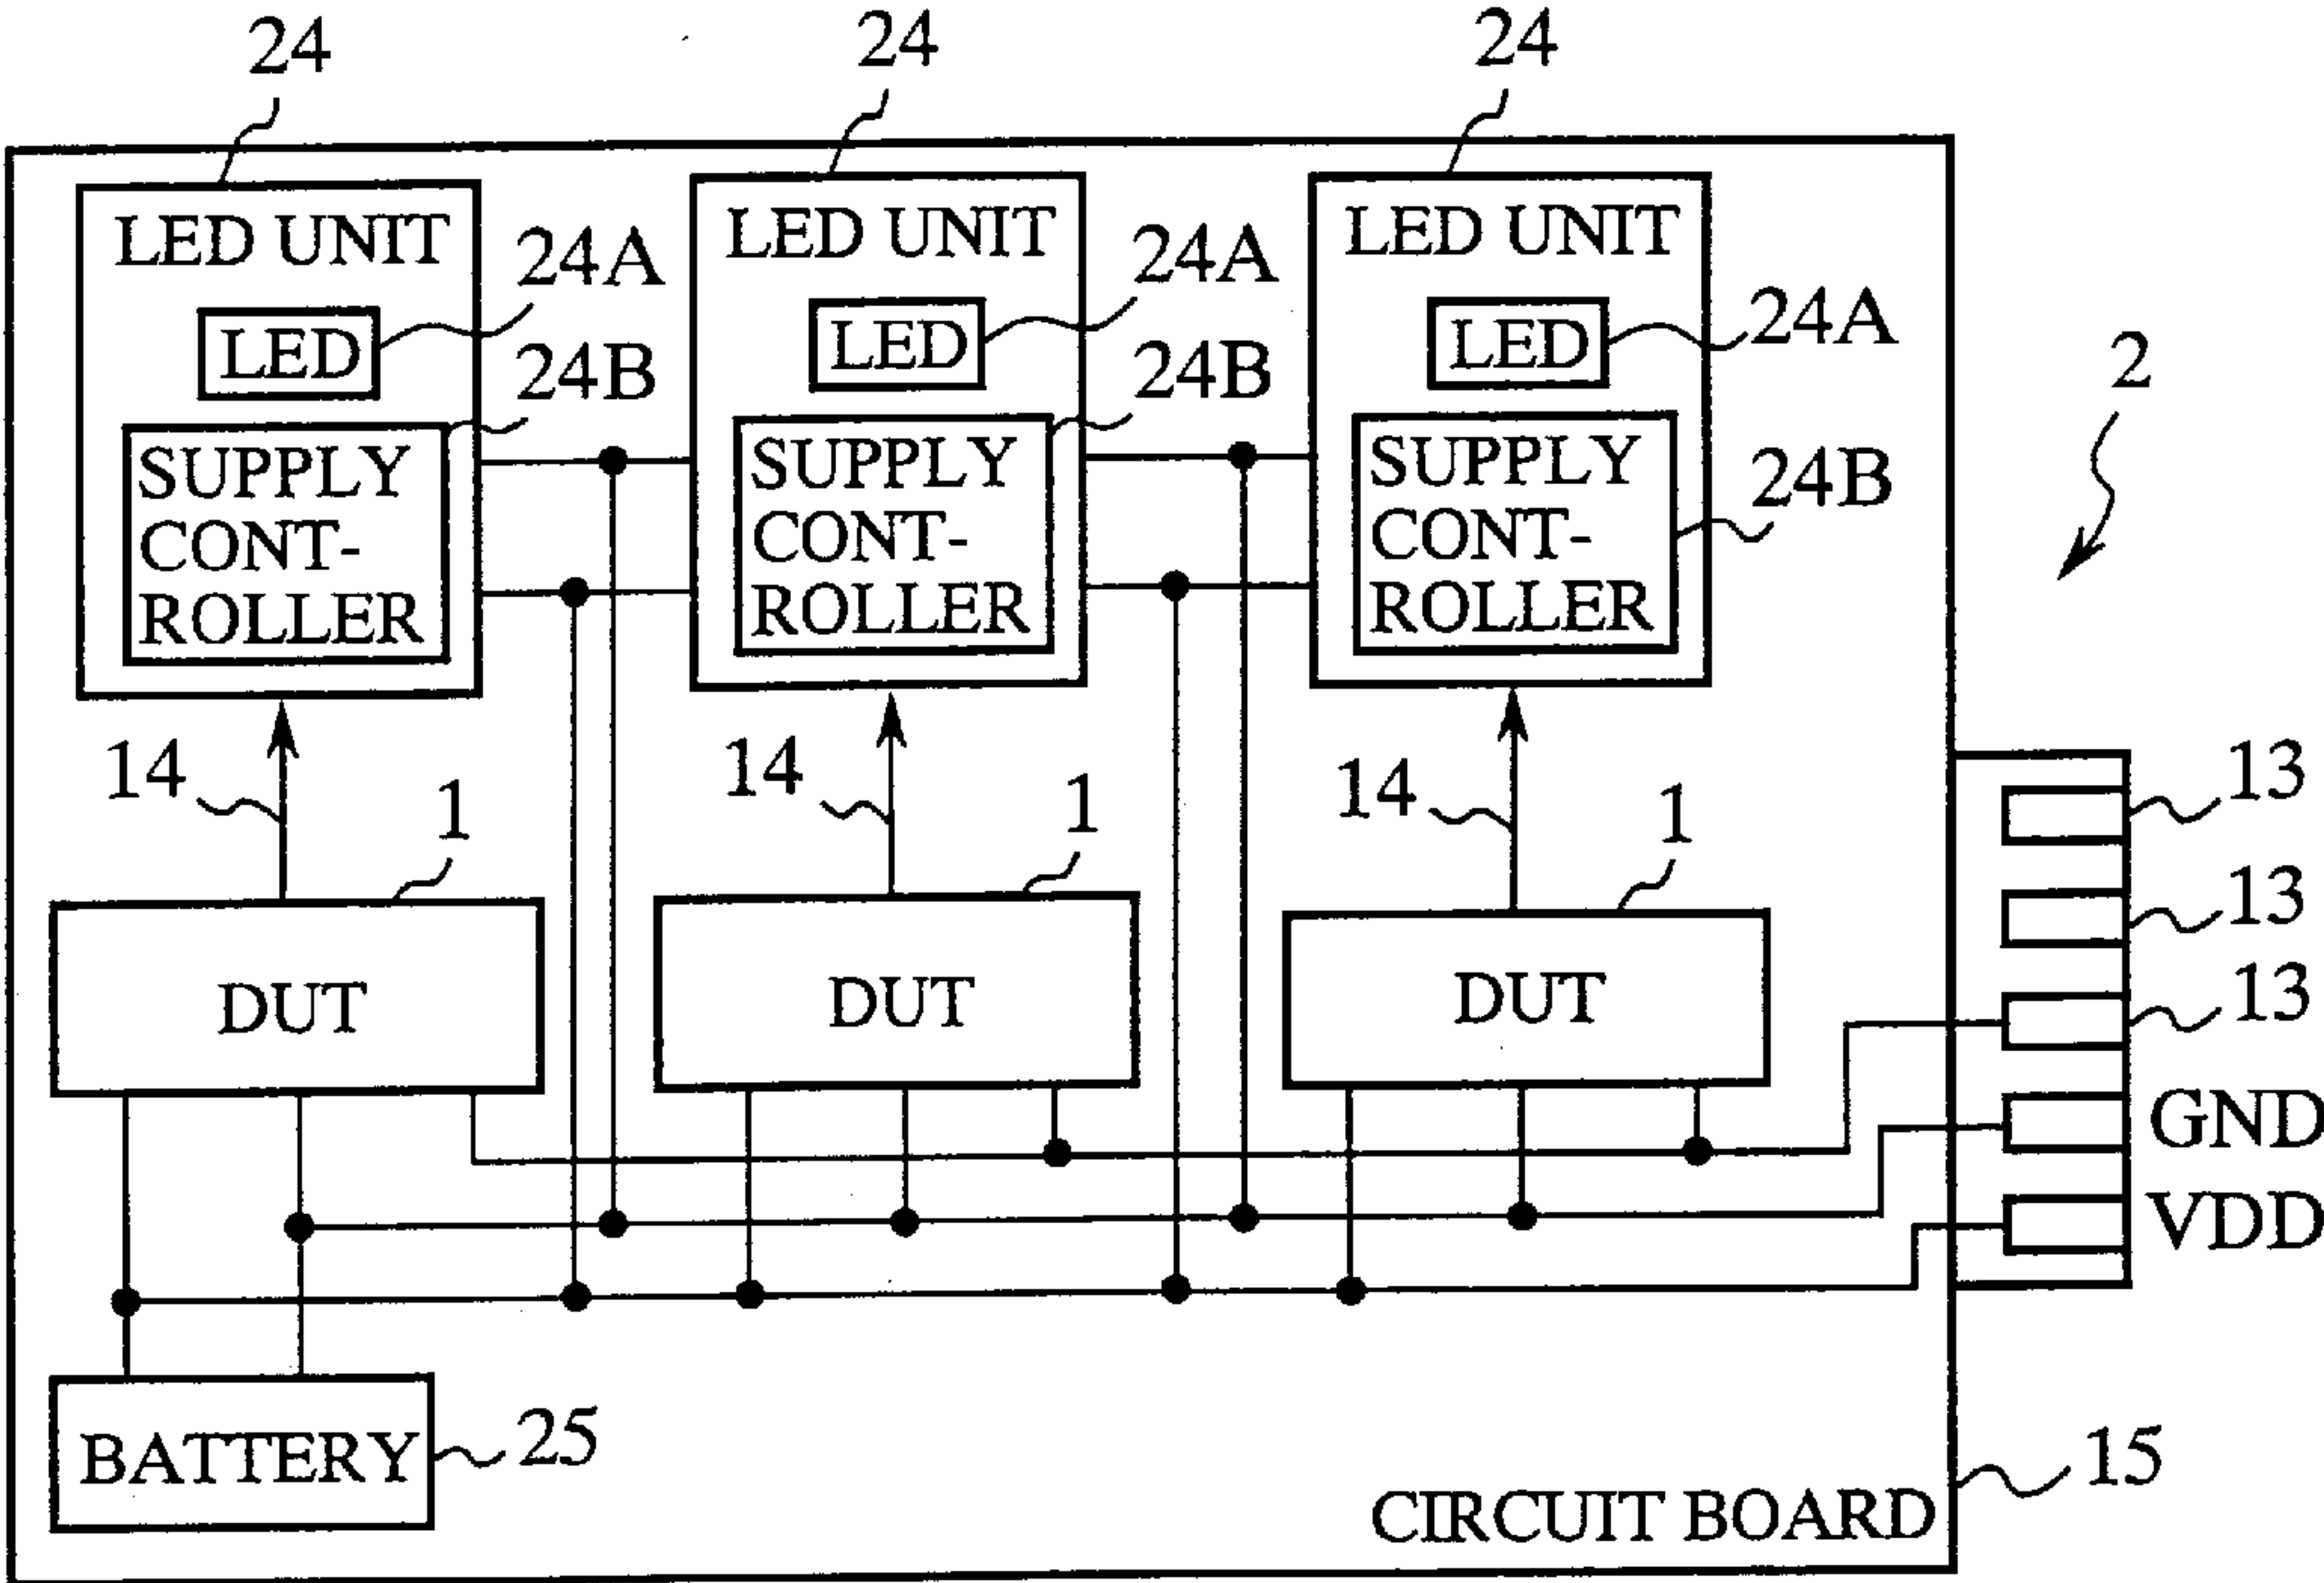 24
24
24
LED UNIT
24A
LED
24B
SUPPLY
CONT-
ROLLER
LED UNIT
24A
LED
24B
SUPPLY
CONT-
ROLLER
LED UNIT
24A
LED
24B
SUPPLY
CONT-
ROLLER
2
14
14
14
1
1
1
DUT
DUT
DUT
13
13
13
GND
VDD
BATTERY
25
15
CIRCUIT BOARD